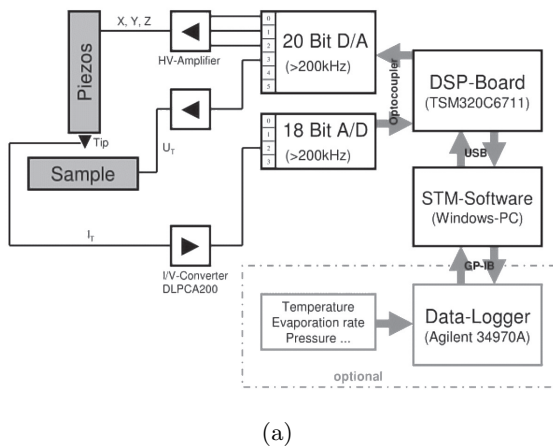 X, Y, Z
HV-Amplifier
Piezos
Tip
Sample
U_T
I_T
I/V-Converter
DLPCA200
0
1
2
3
4
5
20 Bit D/A
(>200kHz)
0
1
2
3
18 Bit A/D
(>200kHz)
Optocoupler
DSP-Board
(TSM320C6711)
USB
STM-Software
(Windows-PC)
GP-IB
Temperature
Evaporation rate
Pressure ...
Data-Logger
(Agilent 34970A)
optional
(a)